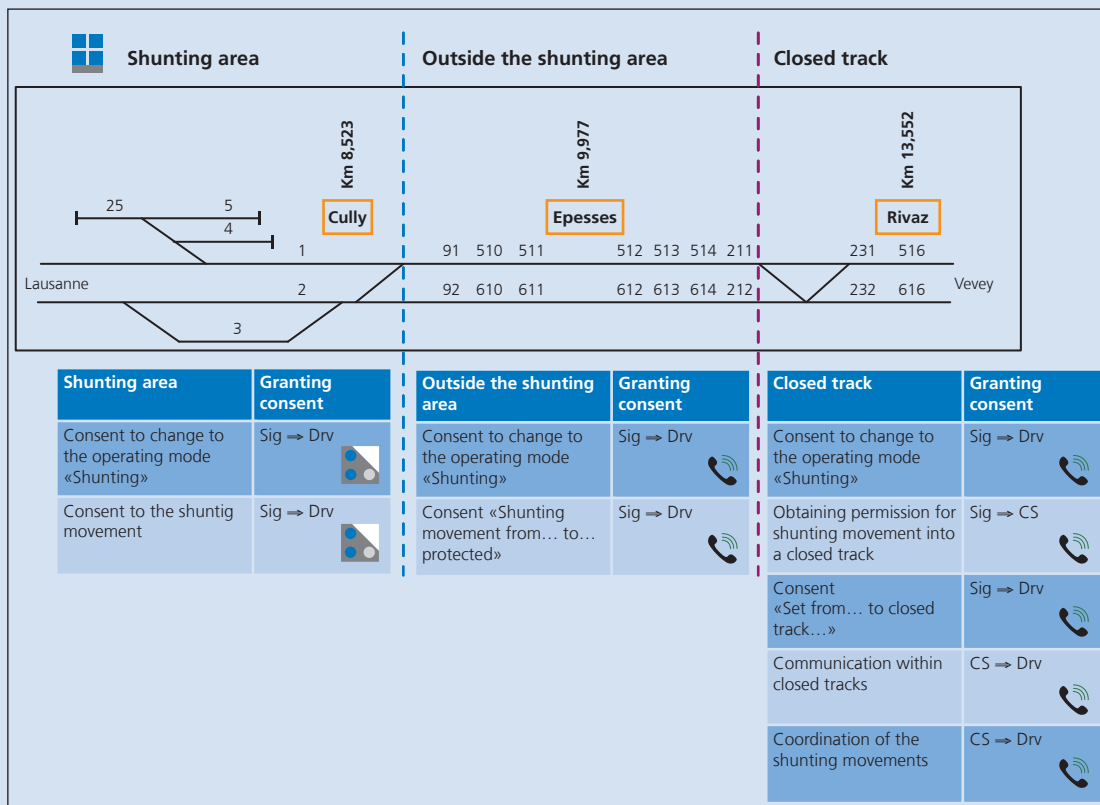 Shunting area
Outside the shunting area
Closed track
Km 8,523
Km 9,977
Km 13,552
Cully
Epesses
Rivaz
25 5
4
1 91 510 511 512 513 514 211 231 516
Lausanne
Vevey
2 92 610 611 612 613 614 212 232 616
3
Shunting area
Granting
consent
Consent to change to
the operating mode
«Shunting»
Sig ⇒ Drv
Consent to the shuntig
movement
Sig ⇒ Drv
Outside the shunting
area
Granting
consent
Consent to change to
the operating mode
«Shunting»
Sig ⇒ Drv
Consent «Shunting
movement from… to…
protected»
Sig ⇒ Drv
Closed track
Granting
consent
Consent to change to
the operating mode
«Shunting»
Sig ⇒ Drv
Obtaining permission for
shunting movement into
a closed track
Sig ⇒ CS
Consent
«Set from… to closed
track…»
Sig ⇒ Drv
Communication within
closed tracks
CS ⇒ Drv
Coordination of the
shunting movements
CS ⇒ Drv